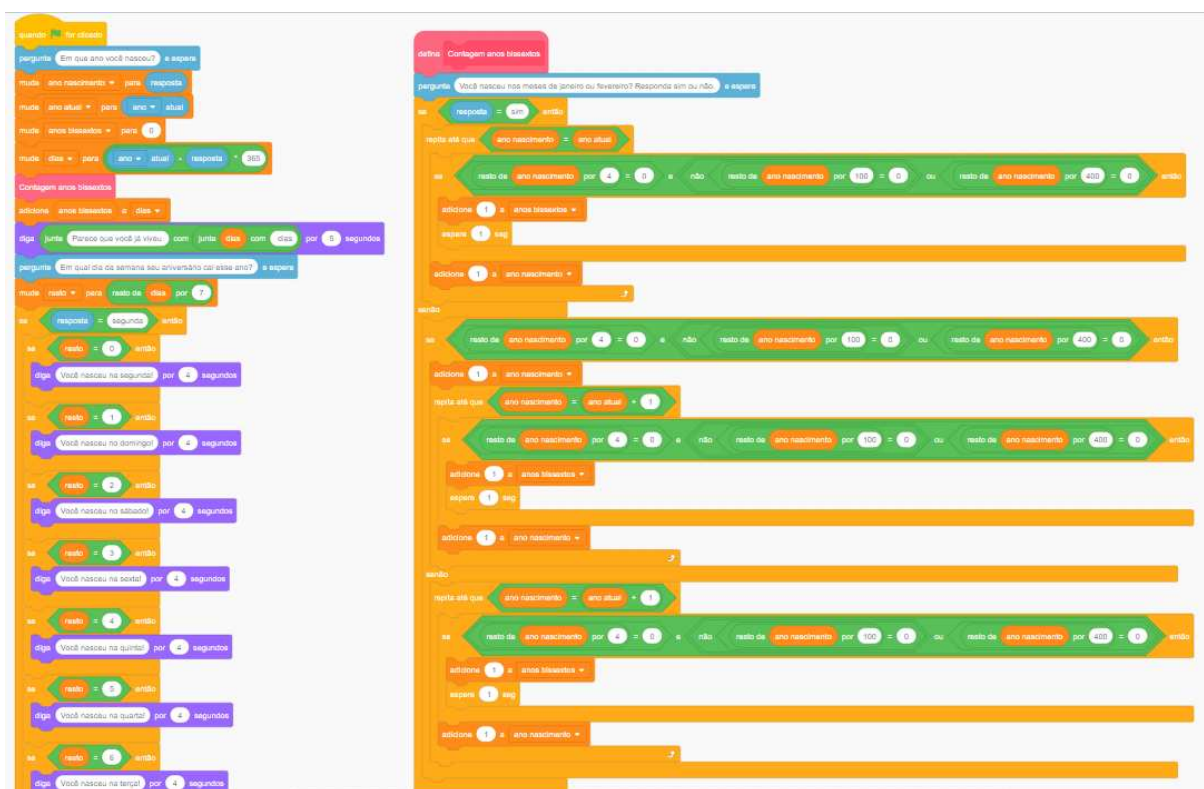 quando for clicado
pergunte Em que ano você nasceu? e espere
mude ano nascimento para resposta
mude ano atual para ano atual
mude anos bissextos para 0
mude dias para ano atual - resposta * 365
Contagem anos bissextos
adicione anos bissextos a dias
diga junte Parece que você já viveu com junte dias com dias por 5 segundos
pergunte Em qual dia da semana seu aniversário cai esse ano? e espere
mude resto para resto de dias por 7
se resposta = segunda então
se resto = 0 então
diga Você nasceu na segunda! por 4 segundos
se resto = 1 então
diga Você nasceu no domingo! por 4 segundos
se resto = 2 então
diga Você nasceu no sábado! por 4 segundos
se resto = 3 então
diga Você nasceu na sexta! por 4 segundos
se resto = 4 então
diga Você nasceu na quinta! por 4 segundos
se resto = 5 então
diga Você nasceu na quarta! por 4 segundos
se resto = 6 então
diga Você nasceu na terça! por 4 segundos
defina Contagem anos bissextos
pergunte Você nasceu nos meses de janeiro ou fevereiro? Responda sim ou não. e espere
se resposta = sim então
repita até que ano nascimento = ano atual
se resto de ano nascimento por 4 = 0 e não resto de ano nascimento por 100 = 0 ou resto de ano nascimento por 400 = 0 então
adicione 1 a anos bissextos
espere 1 seg
adicione 1 a ano nascimento
senão
se resto de ano nascimento por 4 = 0 e não resto de ano nascimento por 100 = 0 ou resto de ano nascimento por 400 = 0 então
adicione 1 a ano nascimento
repita até que ano nascimento = ano atual + 1
se resto de ano nascimento por 4 = 0 e não resto de ano nascimento por 100 = 0 ou resto de ano nascimento por 400 = 0 então
adicione 1 a anos bissextos
espere 1 seg
adicione 1 a ano nascimento
senão
repita até que ano nascimento = ano atual + 1
se resto de ano nascimento por 4 = 0 e não resto de ano nascimento por 100 = 0 ou resto de ano nascimento por 400 = 0 então
adicione 1 a anos bissextos
espere 1 seg
adicione 1 a ano nascimento